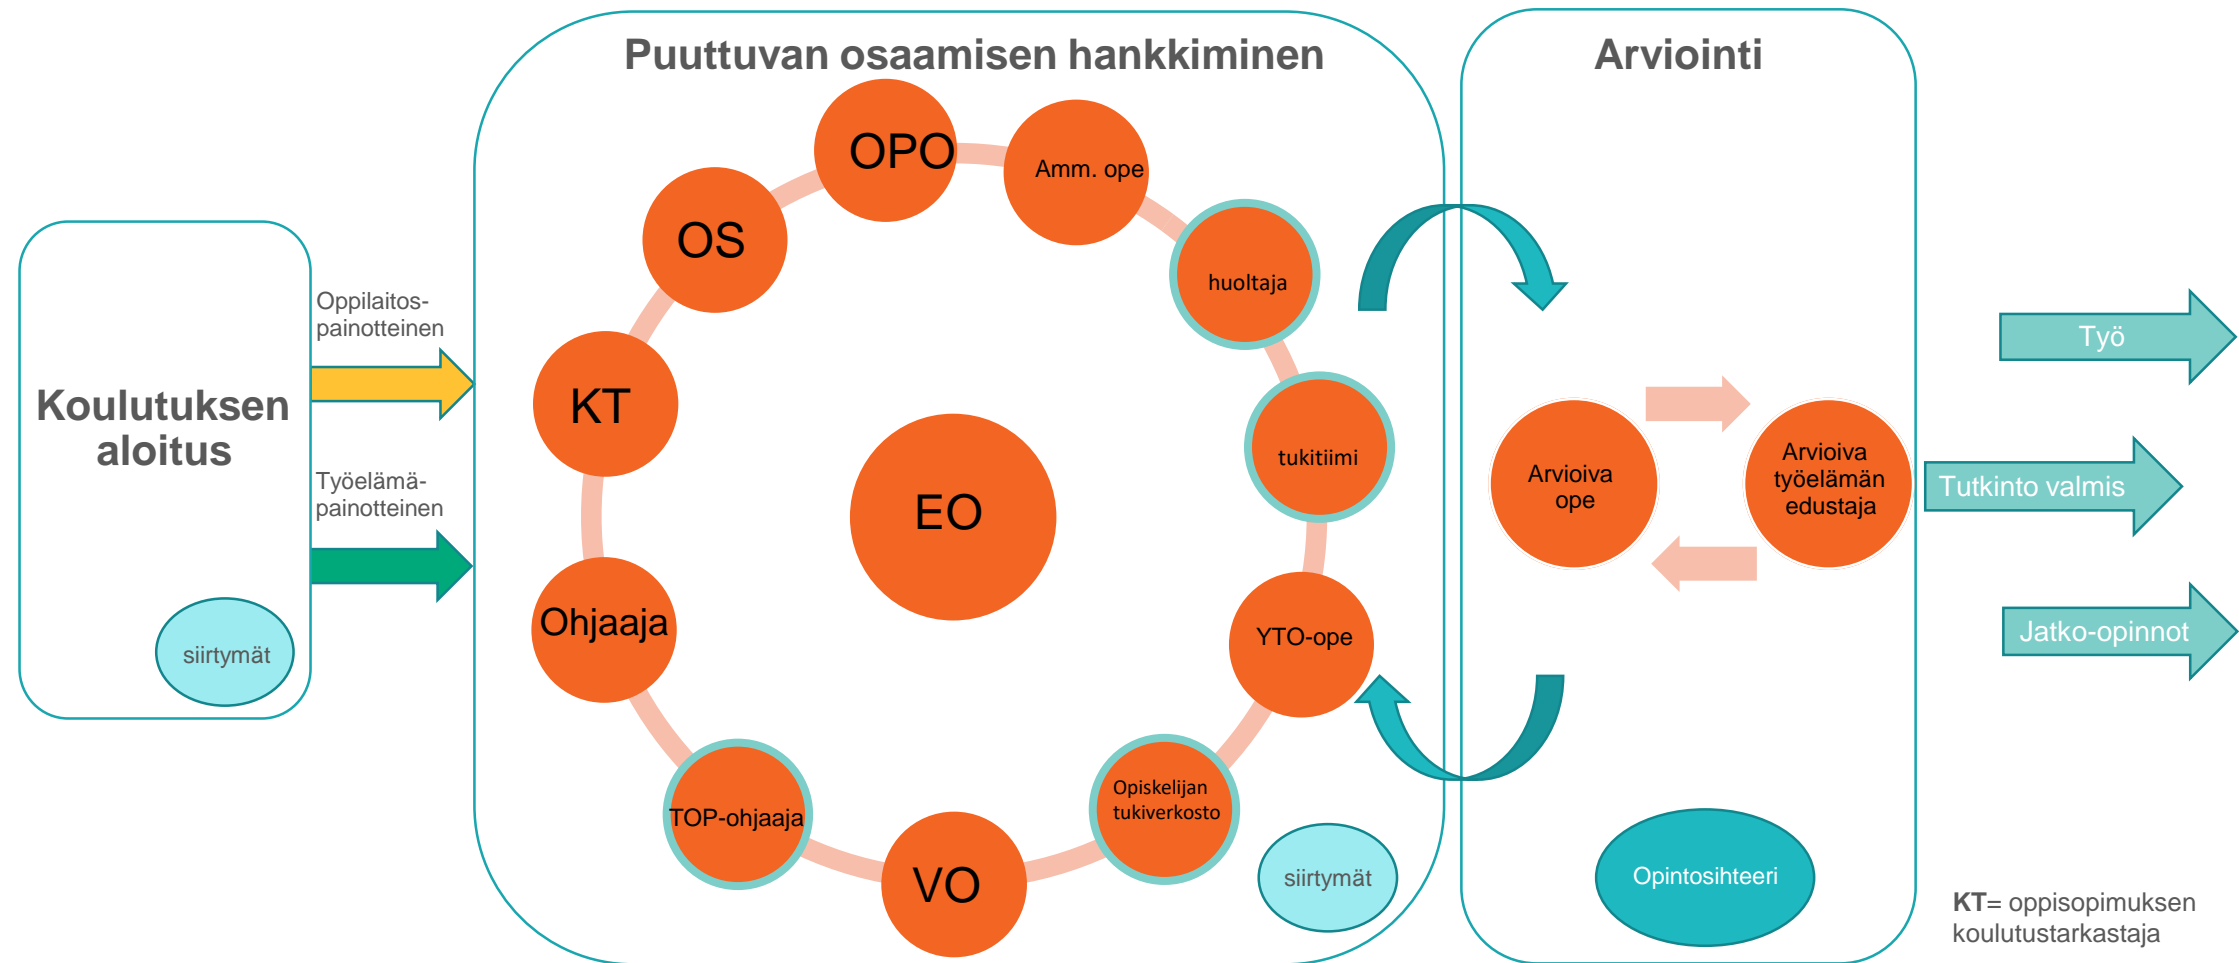 Koulutuksen
aloitus
siirtymät
Oppilaitos-
painotteinen
Työelämä-
painotteinen
Puuttuvan osaamisen hankkiminen
OPO
Amm. ope
OS
huoltaja
KT
tukitiimi
EO
Ohjaaja
YTO-ope
TOP-ohjaaja
Opiskelijan
tukiverkosto
VO
siirtymät
Arviointi
Arvioiva
ope
Arvioiva
työelämän
edustaja
Opintosihteeri
Työ
Tutkinto valmis
Jatko-opinnot
KT= oppisopimuksen
koulutustarkastaja